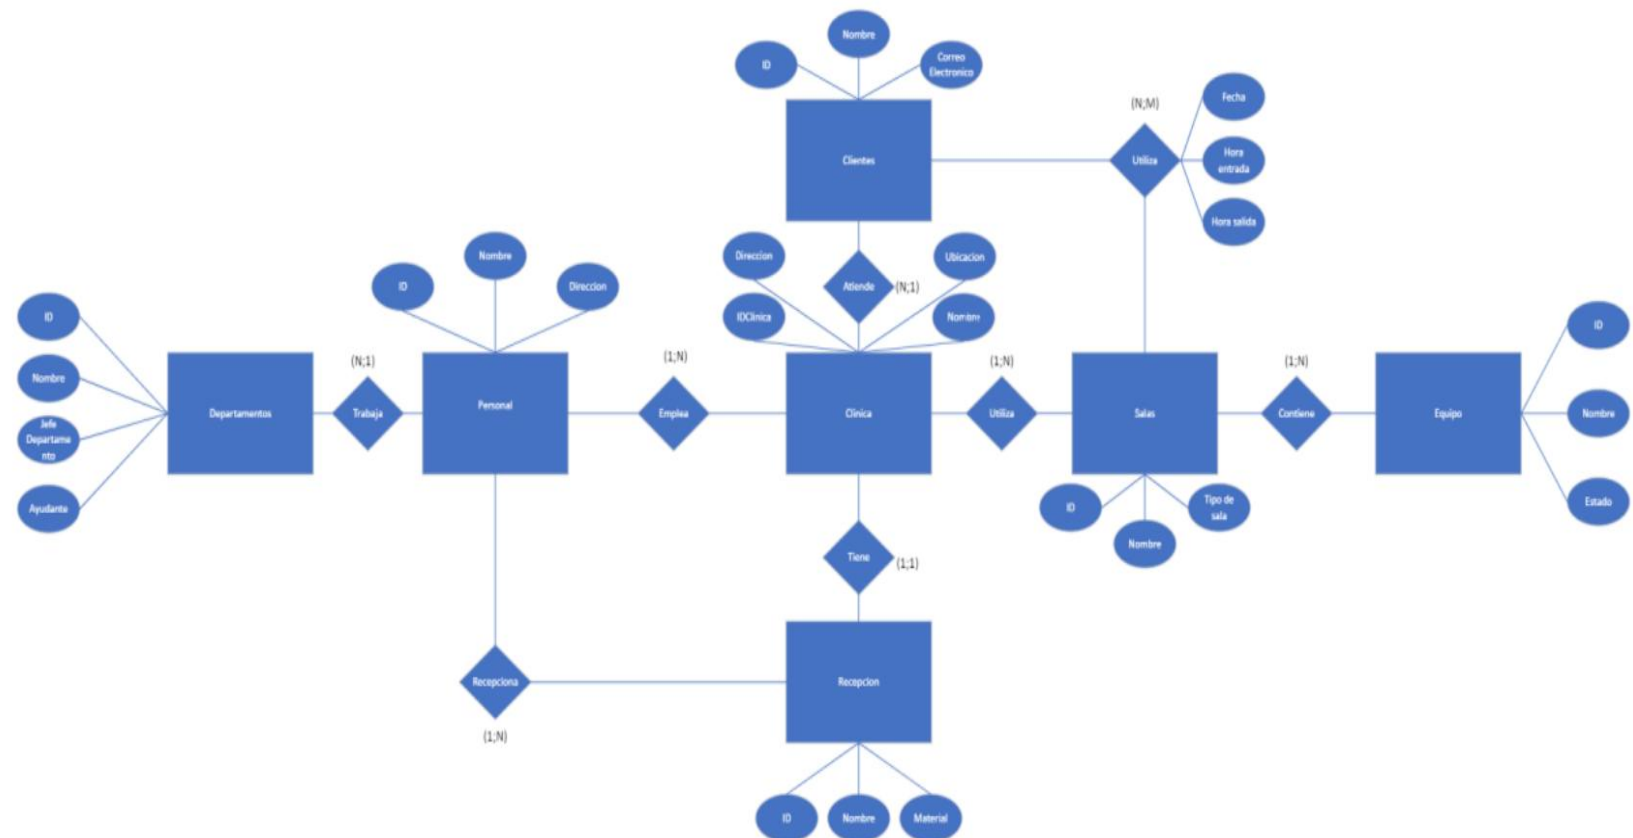 Nombre
ID
Correo
Electronico
Clientes
(N;M)
Utiliza
Fecha
Hora
entrada
Hora salida
Direccion
Ubicacion
Atiende
(N;1)
IDClinica
Nombre
Nombre
ID
Direccion
ID
Nombre
Jefe
Departame
nto
Ayudante
Departamentos
(N;1)
Trabaja
Personal
(1;N)
Emplea
Clinica
(1;N)
Utiliza
Salas
(1;N)
Contiene
Equipo
ID
Nombre
Estado
ID
Nombre
Tipo de
sala
Tiene
(1;1)
Recepciona
(1;N)
Recepcion
ID
Nombre
Material